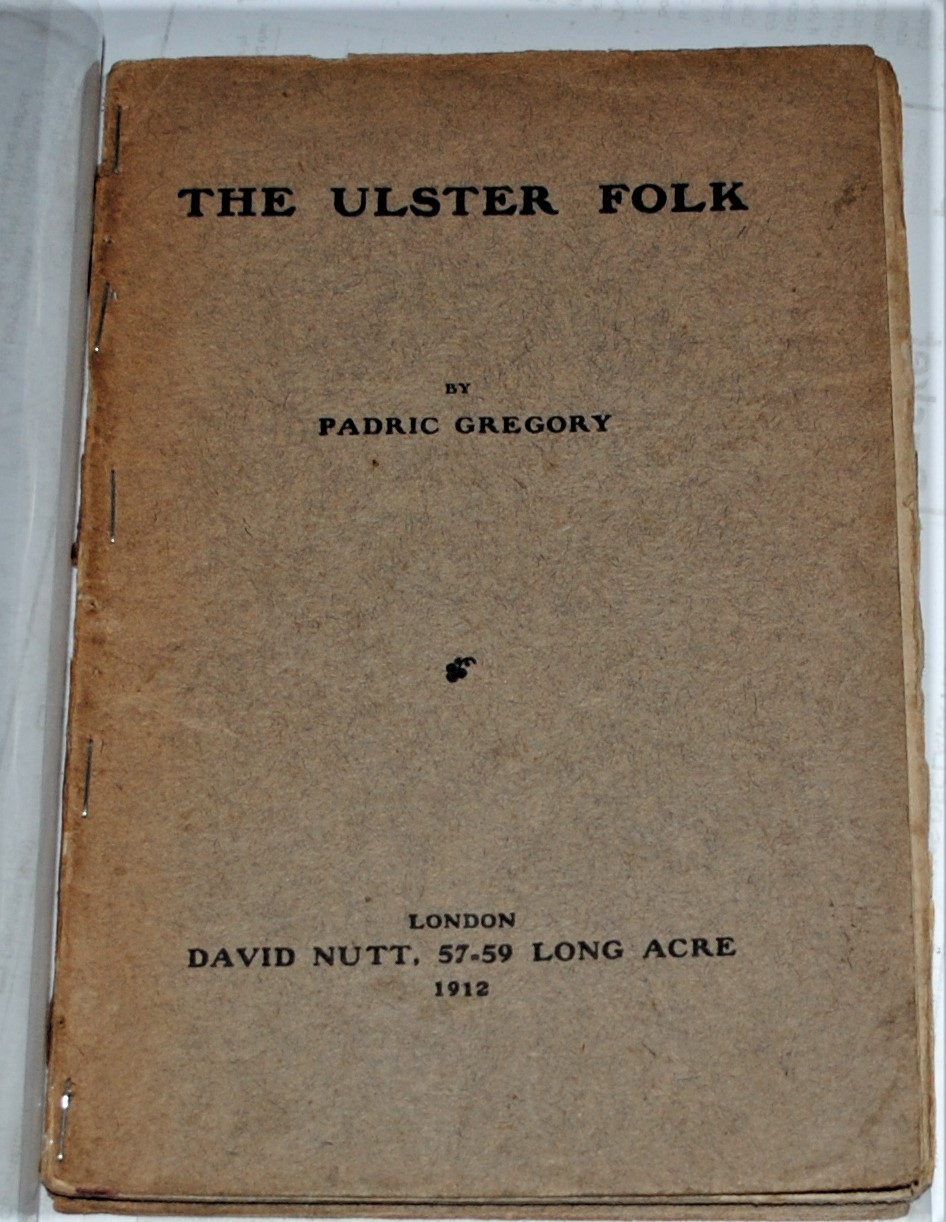 THE ULSTER FOLK
BY
PADRIC GREGORY
LONDON
DAVID NUTT, 57-59 LONG ACRE
1912